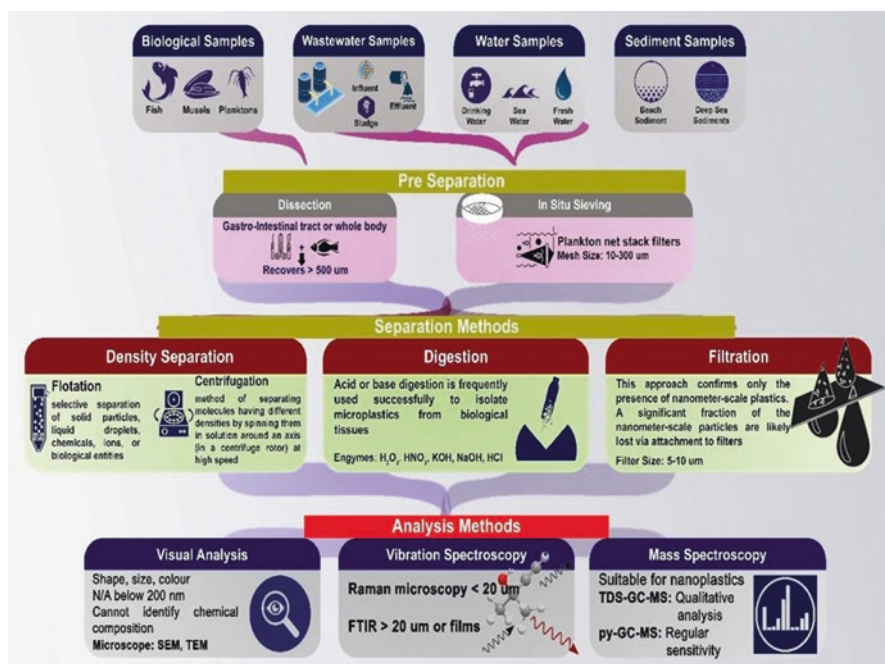 Biological Samples
Fish
Musels
Planktons
Wastewater Samples
Influent
Sludge
Effluent
Water Samples
Drinking
Water
Sea
Water
Fresh
Water
Sediment Samples
Beach
Sediment
Deep Sea
Sediments
Pre Separation
Dissection
Gastro-Intestinal tract or whole body
+
Recovers > 500 um
In Situ Sieving
Plankton net stack filters
Mesh Size: 10-300 um
Separation Methods
Density Separation
Flotation
selective separation
of solid particles,
liquid droplets,
chemicals, ions, or
biological entities
Centrifugation
method of separating
molecules having different
densities by spinning them
in solution around an axis
(in a centrifuge rotor) at
high speed
Digestion
Acid or base digestion is frequently
used successfully to isolate
microplastics from biological
tissues
Engymes: H₂O₂, HNO₃, KOH, NaOH, HCl
Filtration
This approach confirms only the
presence of nanometer-scale plastics.
A significant fraction of the
nanometer-scale particles are likely
lost via attachment to filters
Filter Size: 5-10 um
Analysis Methods
Visual Analysis
Shape, size, colour
N/A below 200 nm
Cannot identify chemical
composition
Microscope: SEM, TEM
Vibration Spectroscopy
Raman microscopy < 20 um
FTIR > 20 um or films
Mass Spectroscopy
Suitable for nanoplastics
TDS-GC-MS: Qualitative
analysis
py-GC-MS: Regular
sensitivity